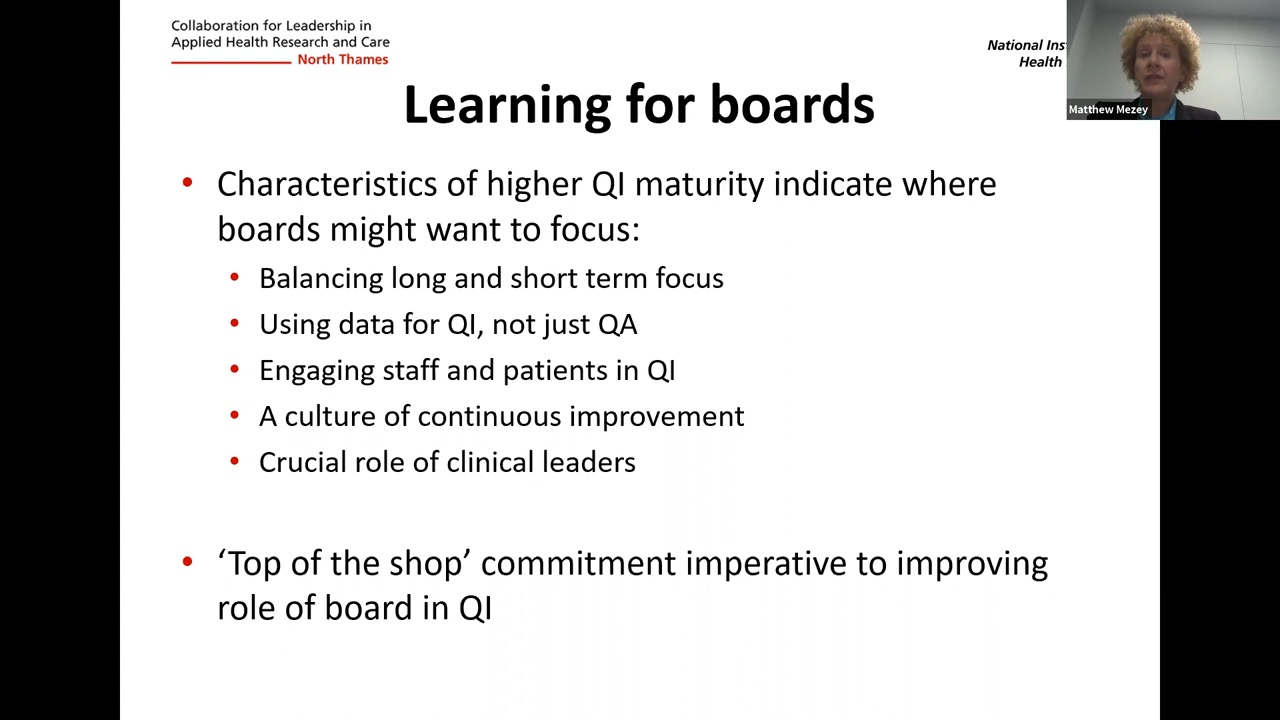 Collaboration for Leadership in
Applied Health Research and Care
North Thames
National
Health
Matthew Mezey
Learning for boards
• Characteristics of higher QI maturity indicate where
boards might want to focus:
• Balancing long and short term focus
• Using data for QI, not just QA
• Engaging staff and patients in QI
• A culture of continuous improvement
• Crucial role of clinical leaders
• ‘Top of the shop’ commitment imperative to improving
role of board in QI